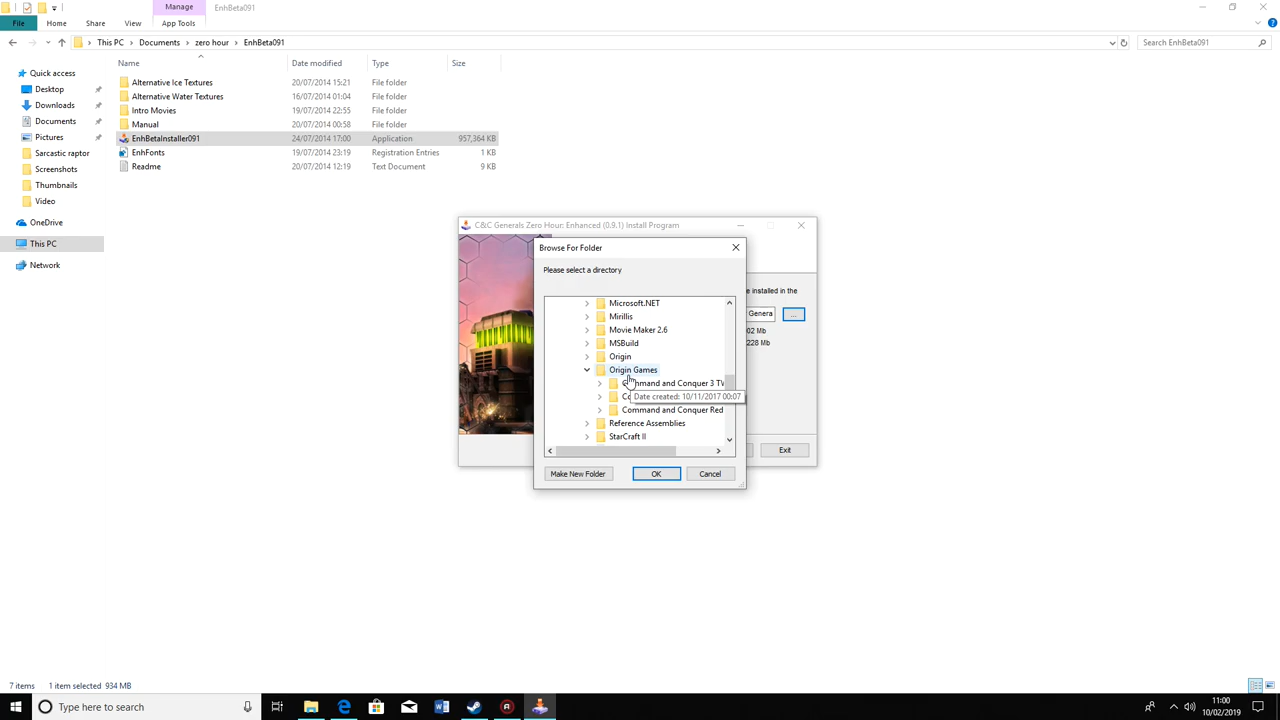 Manage
EnhBeta091
File
Home
Share
View
App Tools
This PC
Documents
zero hour
EnhBeta091
Search EnhBeta091
Name
Date modified
Type
Size
Quick access
Desktop
Downloads
Documents
Pictures
Sarcastic raptor
Screenshots
Thumbnails
Video
OneDrive
This PC
Network
Alternative Ice Textures 20/07/2014 15:21 File folder
Alternative Water Textures 16/07/2014 01:04 File folder
Intro Movies 19/07/2014 22:55 File folder
Manual 20/07/2014 00:58 File folder
EnhBetaInstaller091 24/07/2014 17:00 Application 957,364 KB
EnhFonts 19/07/2014 23:19 Registration Entries 1 KB
Readme 20/07/2014 12:19 Text Document 9 KB
C&C Generals Zero Hour: Enhanced (0.9.1) Install Program
Browse For Folder
Please select a directory
e installed in the
Genera
...
02 Mb
228 Mb
Microsoft.NET
Mirillis
Movie Maker 2.6
MSBuild
Origin
Origin Games
Command and Conquer 3 TW
Co
Date created: 10/11/2017 00:07
Command and Conquer Red
Reference Assemblies
StarCraft II
Exit
Make New Folder
OK
Cancel
7 items
1 item selected 934 MB
Type here to search
11:00
10/02/2019